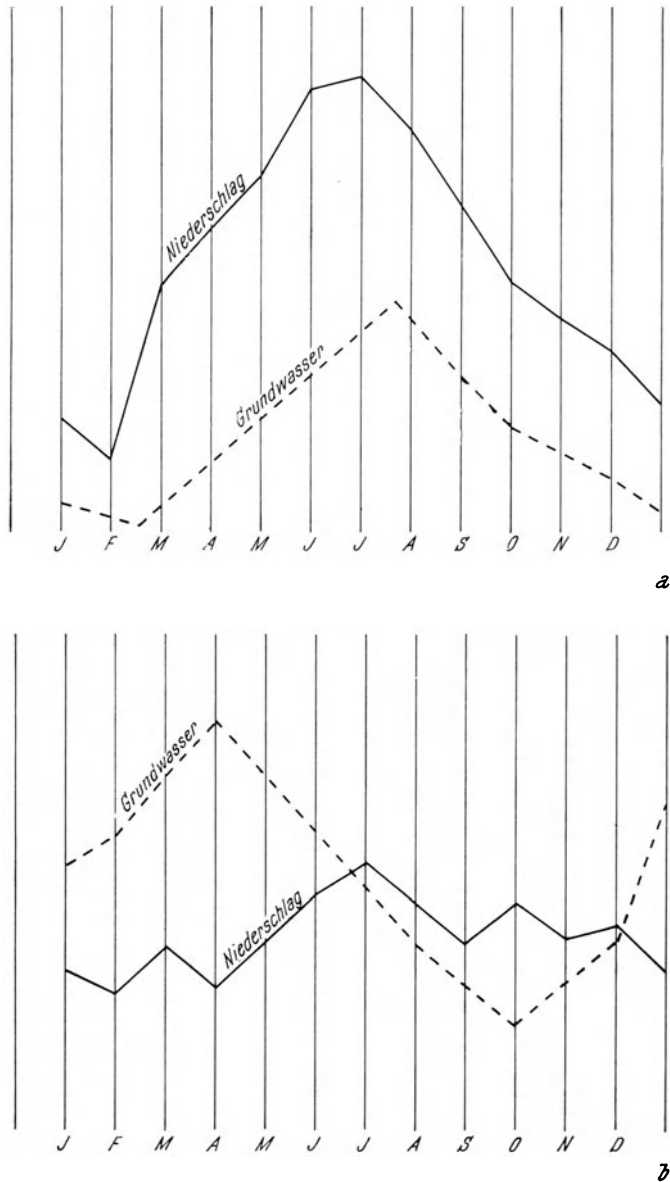 Niederschlag
Grundwasser
J F M A M J J A S O N D
a
Grundwasser
Niederschlag
J F M A M J J A S O N D
b